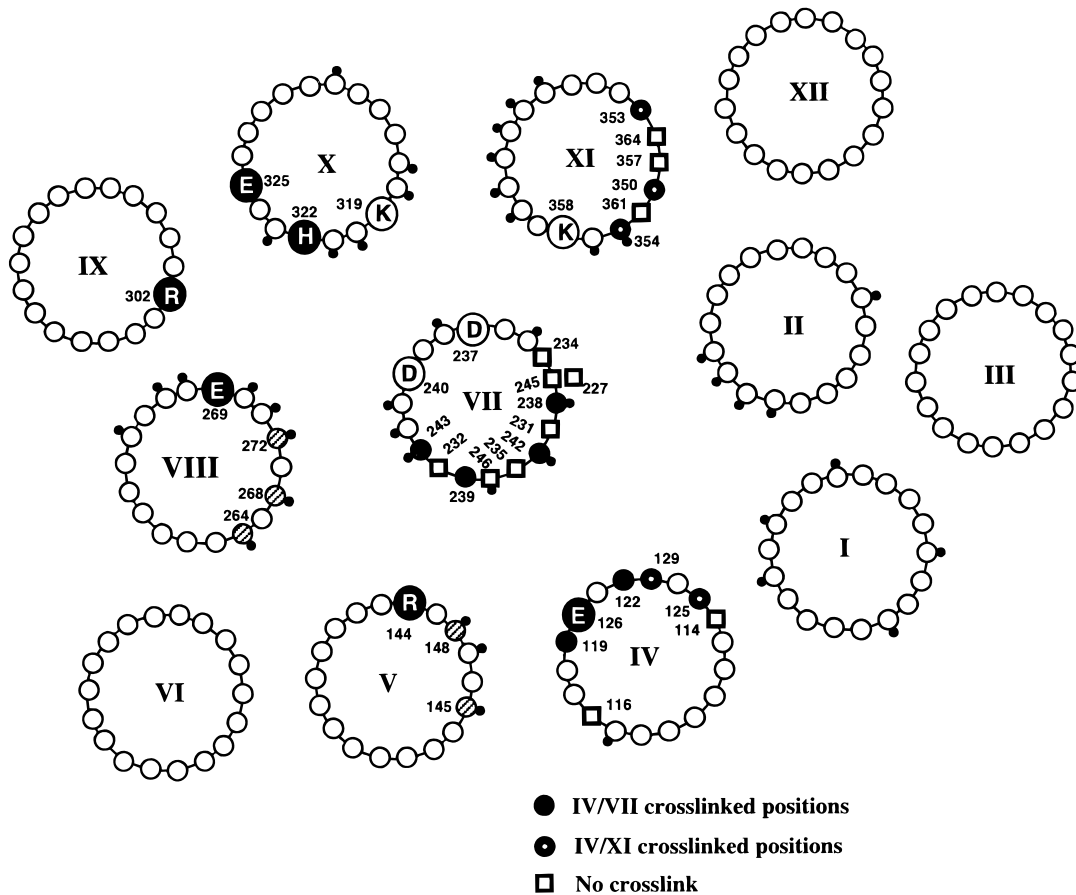 XII
X
E
325
322
H
319
K
XI
353
364
357
350
361
354
358
K
IX
302
R
II
III
VII
D
237
D
240
234
245
227
238
231
242
235
246
232
243
239
VIII
E
269
272
268
264
I
IV
129
122
125
114
E
126
119
116
V
R
144
148
145
VI
IV/VII crosslinked positions
IV/XI crosslinked positions
No crosslink